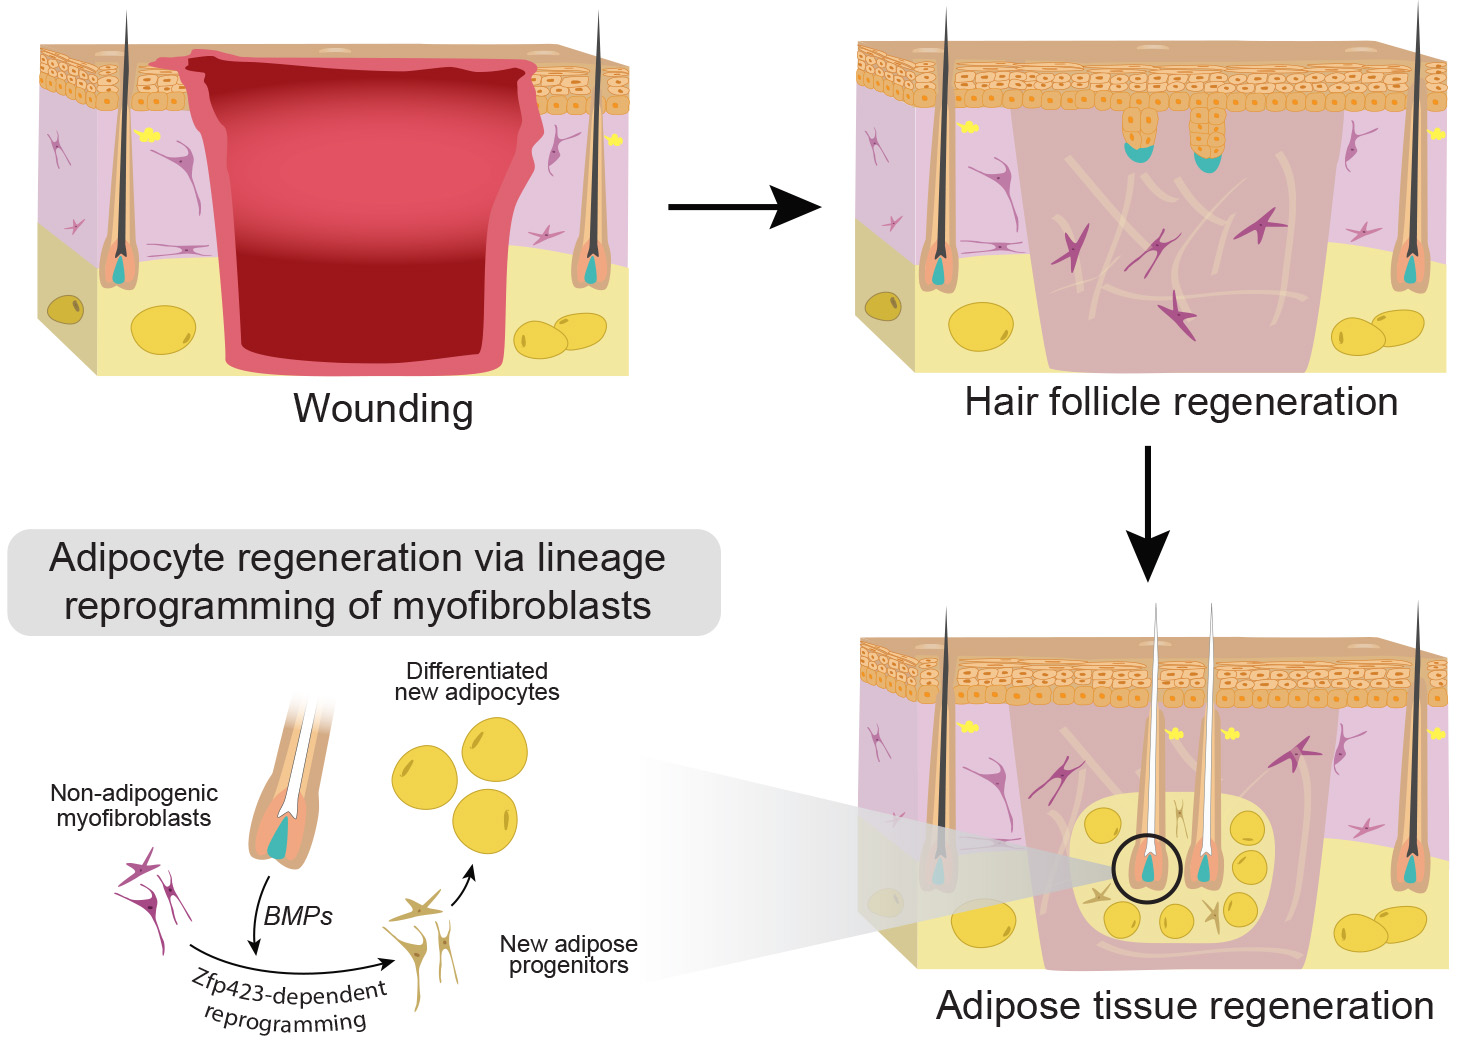 Wounding
Hair follicle regeneration
Adipocyte regeneration via lineage
reprogramming of myofibroblasts
Differentiated
new adipocytes
Non-adipogenic
myofibroblasts
BMPs
New adipose
progenitors
Zfp423-dependent
reprogramming
Adipose tissue regeneration